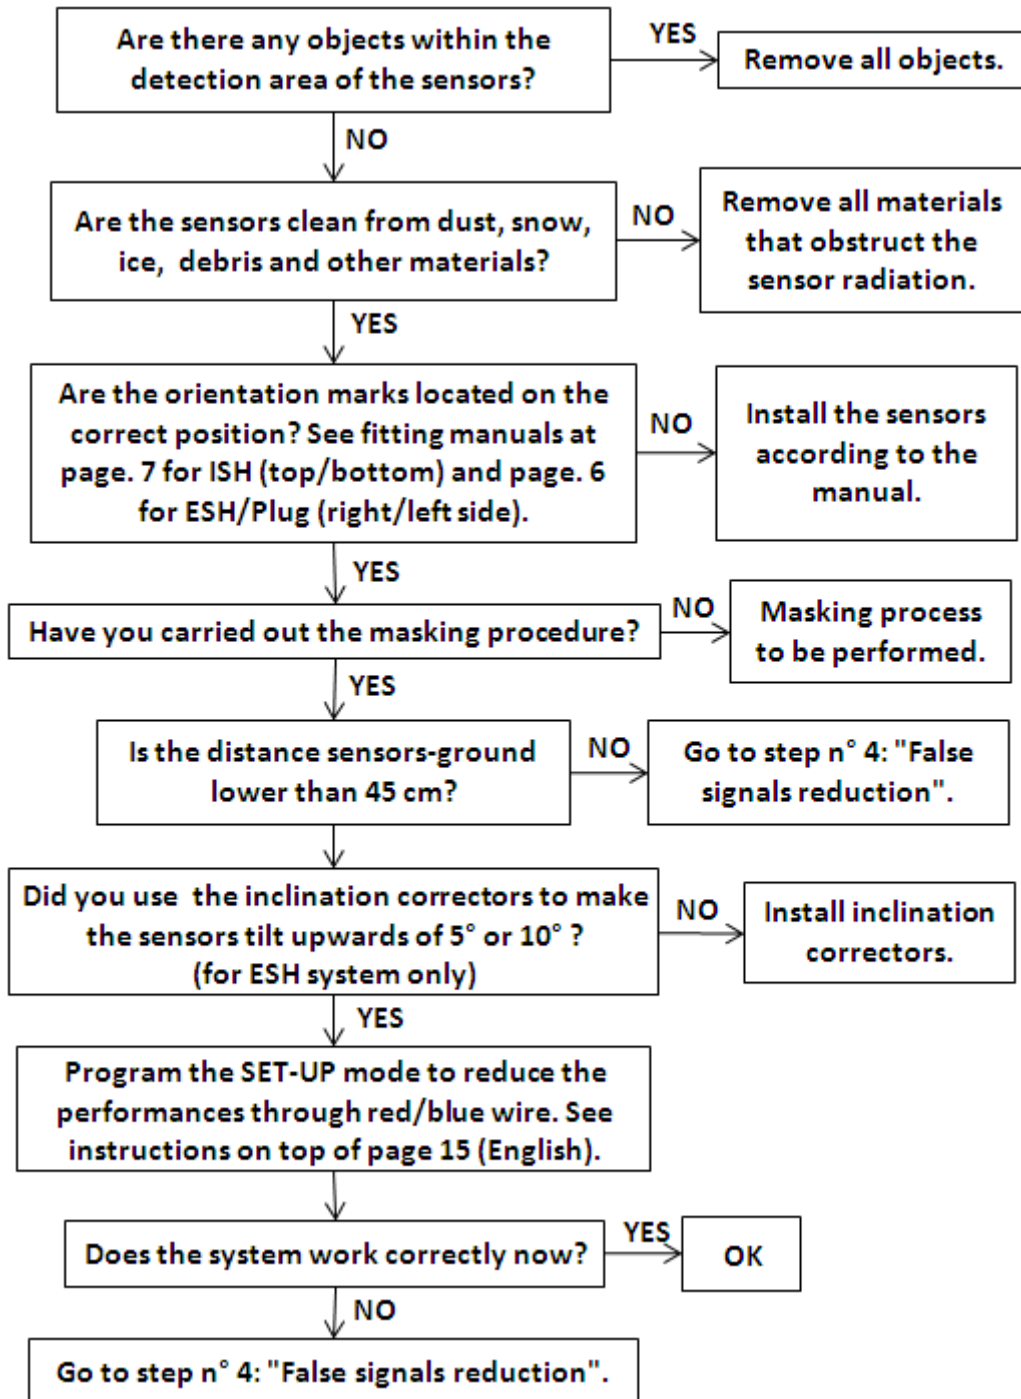 Are there any objects within the
detection area of the sensors?
YES
Remove all objects.
NO
Are the sensors clean from dust, snow,
ice, debris and other materials?
NO
Remove all materials
that obstruct the
sensor radiation.
YES
Are the orientation marks located on the
correct position? See fitting manuals at
page. 7 for ISH (top/bottom) and page. 6
for ESH/Plug (right/left side).
NO
Install the sensors
according to the
manual.
YES
Have you carried out the masking procedure?
NO
Masking process
to be performed.
YES
Is the distance sensors-ground
lower than 45 cm?
NO
Go to step n° 4: "False
signals reduction".
Did you use the inclination correctors to make
the sensors tilt upwards of 5° or 10° ?
(for ESH system only)
NO
Install inclination
correctors.
YES
Program the SET-UP mode to reduce the
performances through red/blue wire. See
instructions on top of page 15 (English).
Does the system work correctly now?
YES
OK
NO
Go to step n° 4: "False signals reduction".